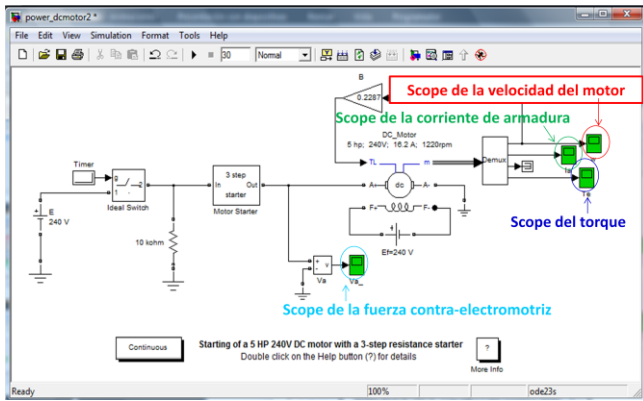 power_dcmotor2 *
File Edit View Simulation Format Tools Help
30 Normal
B
0.2287
Scope de la velocidad del motor
Scope de la corriente de armadura
DC_Motor
5 hp; 240V; 16.2 A; 1220rpm
Timer
g
1 2
Ideal Switch
3 step
starter
In Out
Motor Starter
TL m
Demux
Ia
Te
A+ dc A-
F+ F-
E
240 V
10 kohm
Ef=240 V
Scope del torque
+
-
v
Va
Va_
Scope de la fuerza contra-electromotriz
Continuous
Starting of a 5 HP 240V DC motor with a 3-step resistance starter
Double click on the Help button (?) for details
?
More Info
Ready 100% ode23s